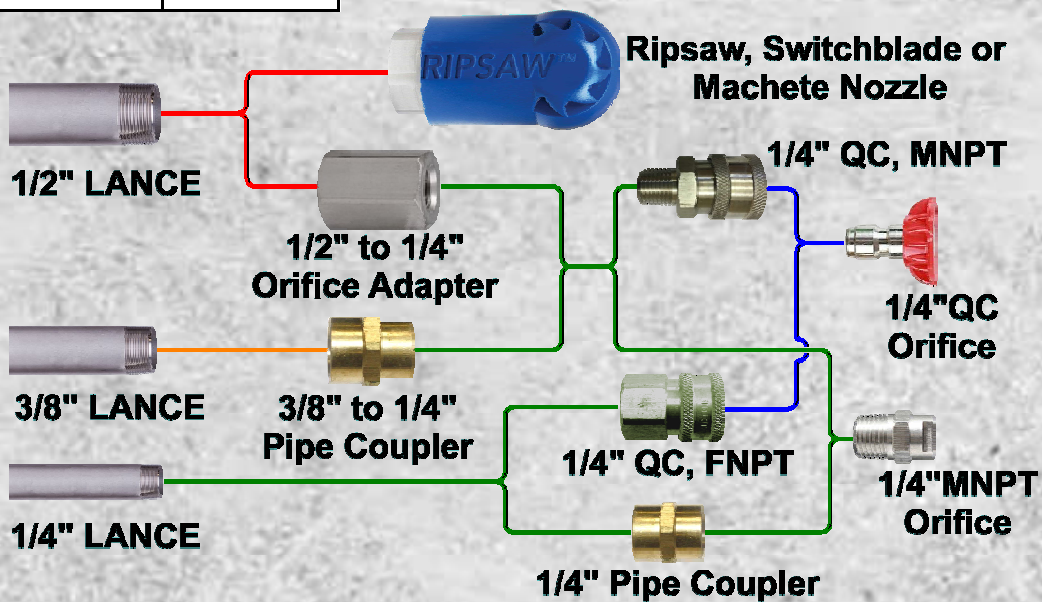 RIPSAW™
Ripsaw, Switchblade or
Machete Nozzle
1/2" LANCE
1/4" QC, MNPT
1/2" to 1/4"
Orifice Adapter
1/4"QC
Orifice
3/8" LANCE
3/8" to 1/4"
Pipe Coupler
1/4" QC, FNPT
1/4"MNPT
Orifice
1/4" LANCE
1/4" Pipe Coupler